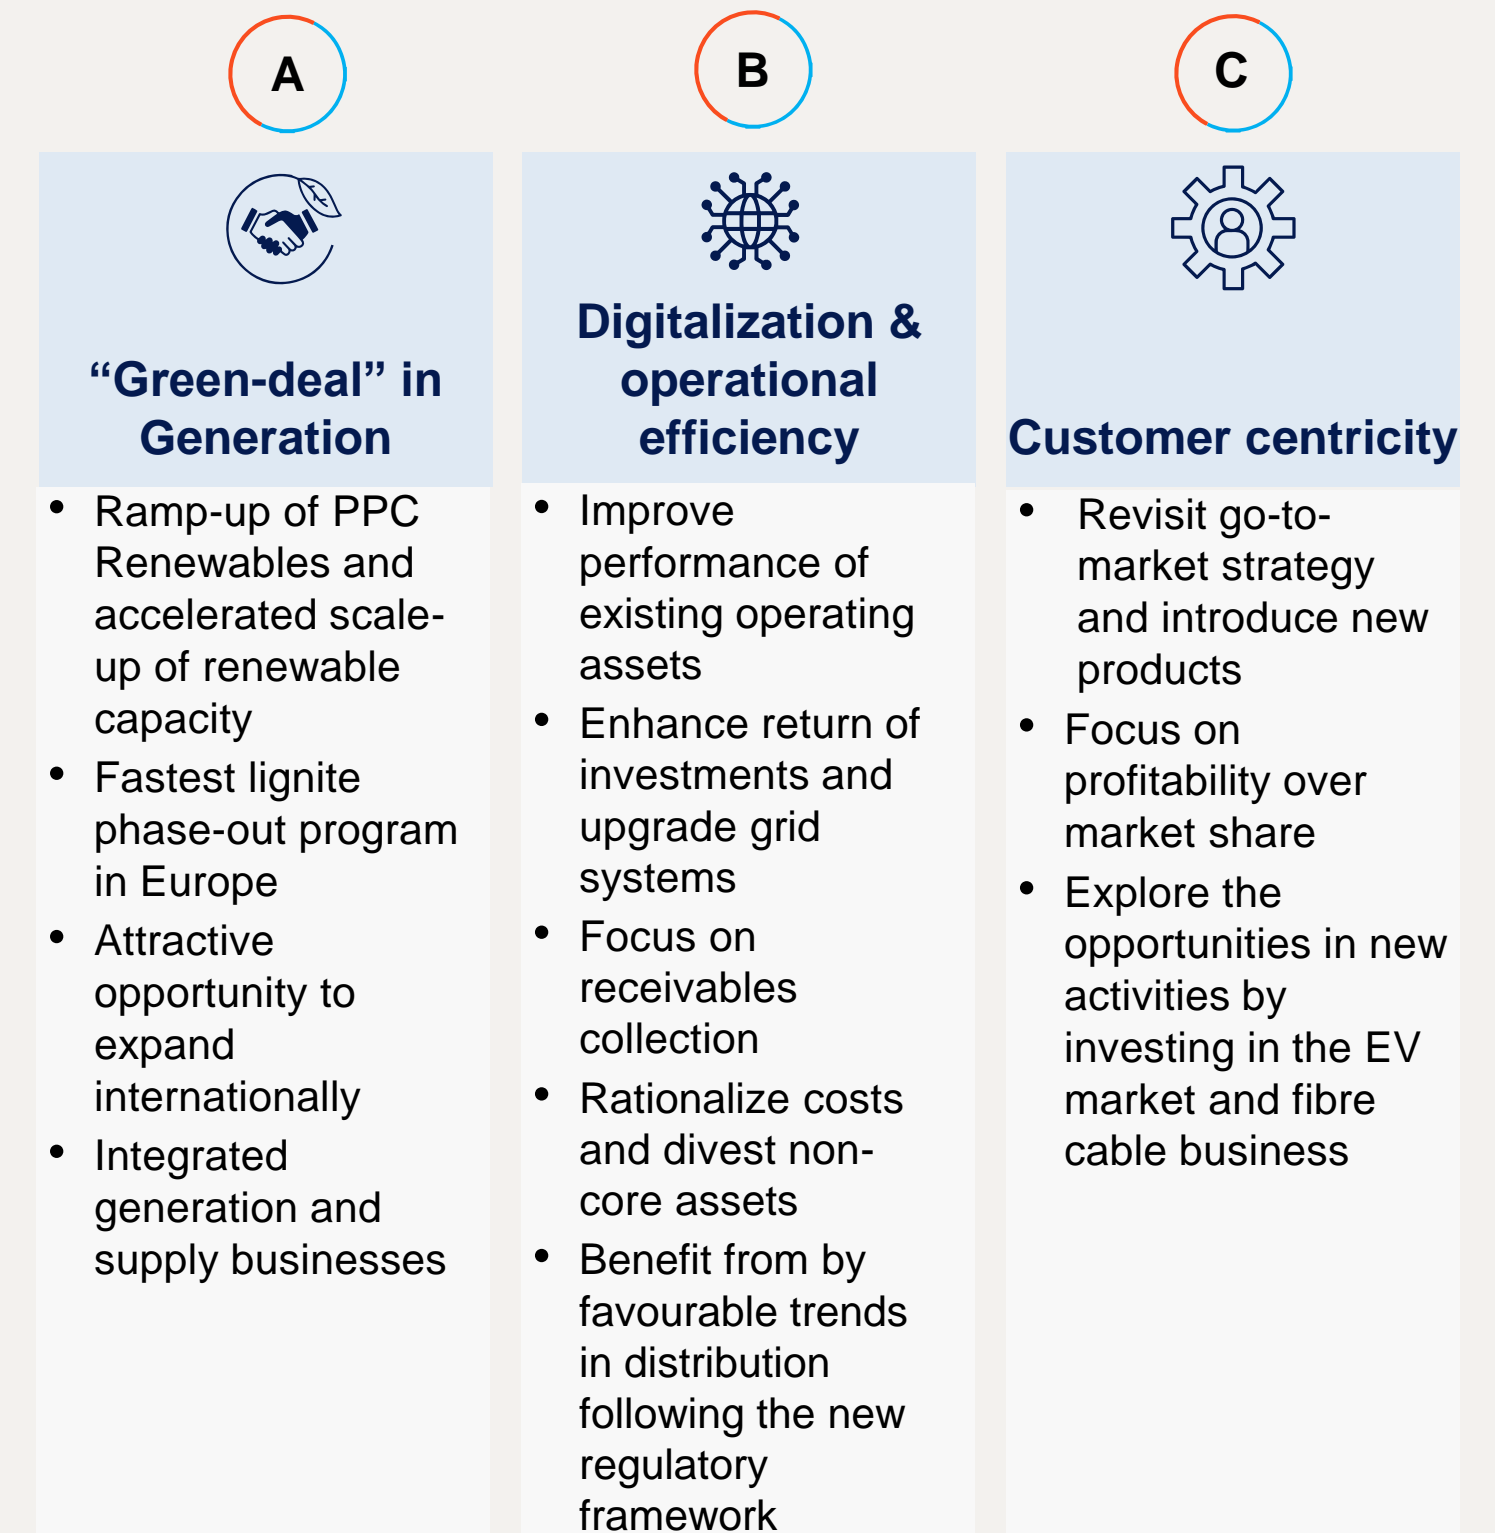 A
“Green-deal” in
Generation
• Ramp-up of PPC
Renewables and
accelerated scale-
up of renewable
capacity
• Fastest lignite
phase-out program
in Europe
• Attractive
opportunity to
expand
internationally
• Integrated
generation and
supply businesses
B
Digitalization &
operational
efficiency
• Improve
performance of
existing operating
assets
• Enhance return of
investments and
upgrade grid
systems
• Focus on
receivables
collection
• Rationalize costs
and divest non-
core assets
• Benefit from by
favourable trends
in distribution
following the new
regulatory
framework
C
Customer centricity
• Revisit go-to-
market strategy
and introduce new
products
• Focus on
profitability over
market share
• Explore the
opportunities in new
activities by
investing in the EV
market and fibre
cable business